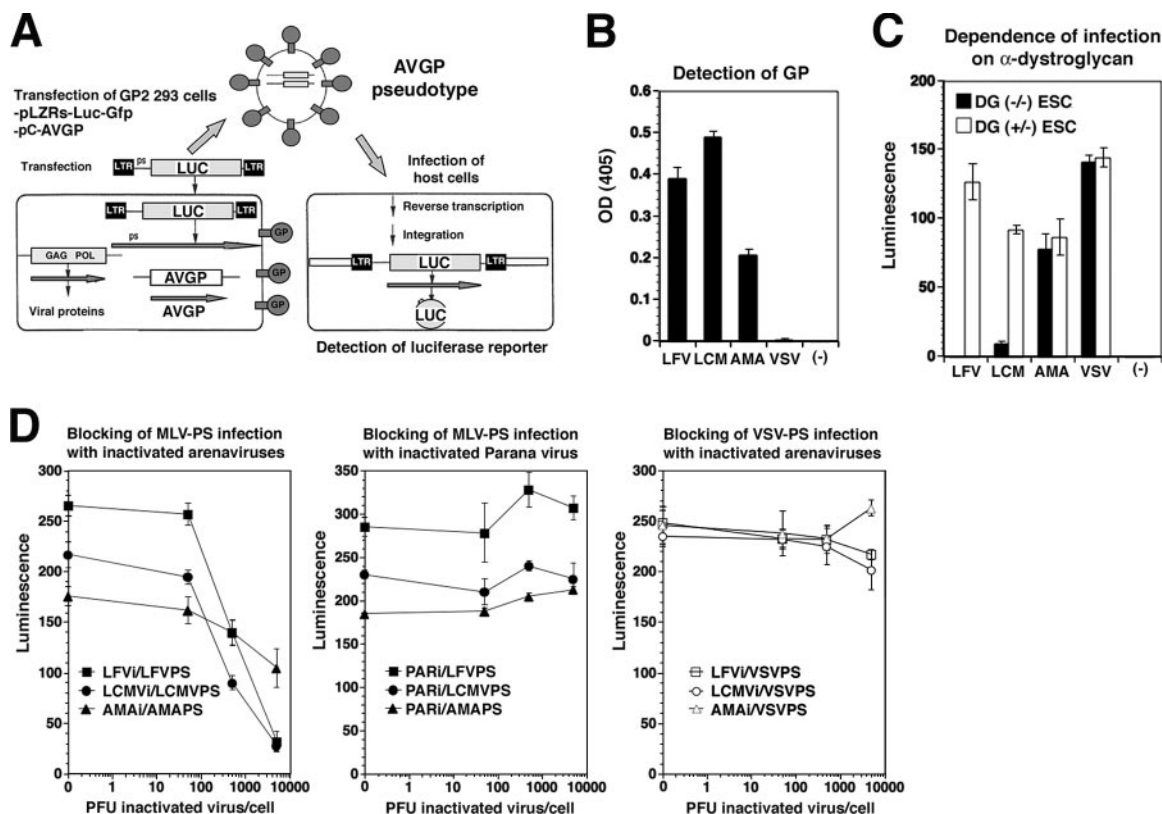 A
AVGP
pseudotype
Transfection of GP2 293 cells
-pLZRs-Luc-Gfp
-pC-AVGP
Transfection
LTR
ps
LUC
LTR
LTR
LUC
LTR
ps
GP
GAG POL
AVGP
GP
Viral proteins
AVGP
GP
Infection of
host cells
Reverse transcription
Integration
LTR
LUC
LTR
LUC
Detection of luciferase reporter
B
Detection of GP
OD (405)
0.6
0.5
0.4
0.3
0.2
0.1
0
LFV LCM AMA VSV (-)
C
Dependence of infection
on α-dystroglycan
DG (-/-) ESC
DG (+/-) ESC
Luminescence
200
150
100
50
0
LFV LCM AMA VSV (-)
D
Blocking of MLV-PS infection
with inactivated arenaviruses
Luminescence
300
250
200
150
100
50
0
LFVi/LFVPS
LCMVi/LCMVPS
AMAi/AMAPS
0 1 10 100 1000 10000
PFU inactivated virus/cell
Blocking of MLV-PS infection
with inactivated Parana virus
Luminescence
350
300
250
200
150
100
50
0
PARi/LFVPS
PARi/LCMVPS
PARi/AMAPS
0 1 10 100 1000 10000
PFU inactivated virus/cell
Blocking of VSV-PS infection
with inactivated arenaviruses
Luminescence
300
250
200
150
100
50
0
LFVi/VSVPS
LCMVi/VSVPS
AMAi/VSVPS
0 1 10 100 1000 10000
PFU inactivated virus/cell